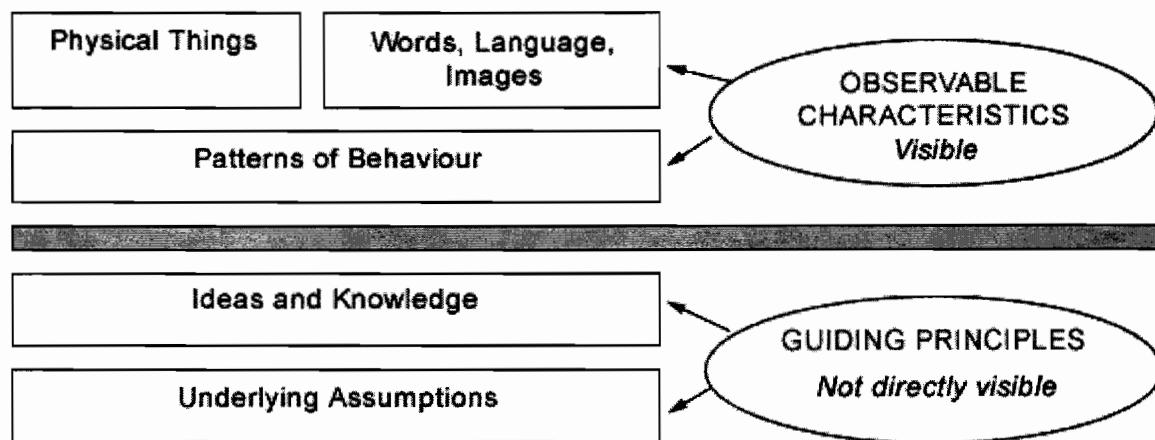 Physical Things
Words, Language,
Images
OBSERVABLE
CHARACTERISTICS
Visible
Patterns of Behaviour
Ideas and Knowledge
GUIDING PRINCIPLES
Not directly visible
Underlying Assumptions